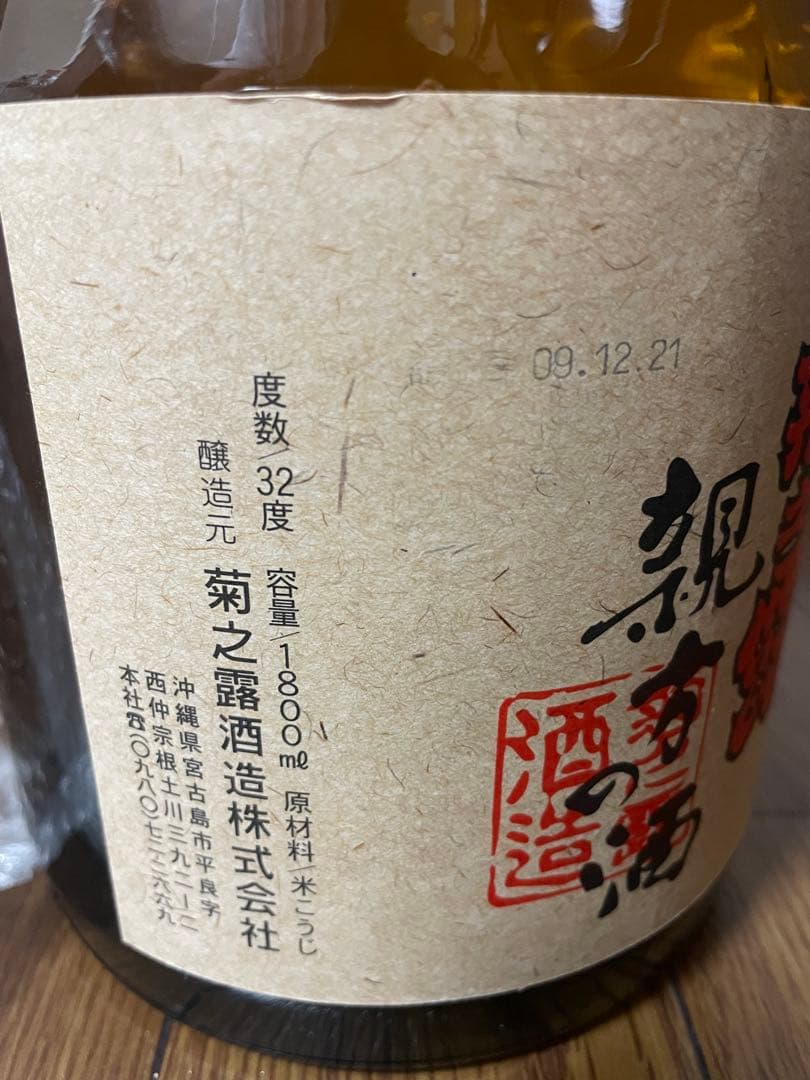 09.12.21
親方の酒
酒造
度数/32度 容量/1800ml 原材料/米こうじ
醸造元 菊之露酒造株式会社
沖縄県宮古島市平良字
西仲宗根土川三九二ー二
本社☎(〇九八〇)七二ー二六六九